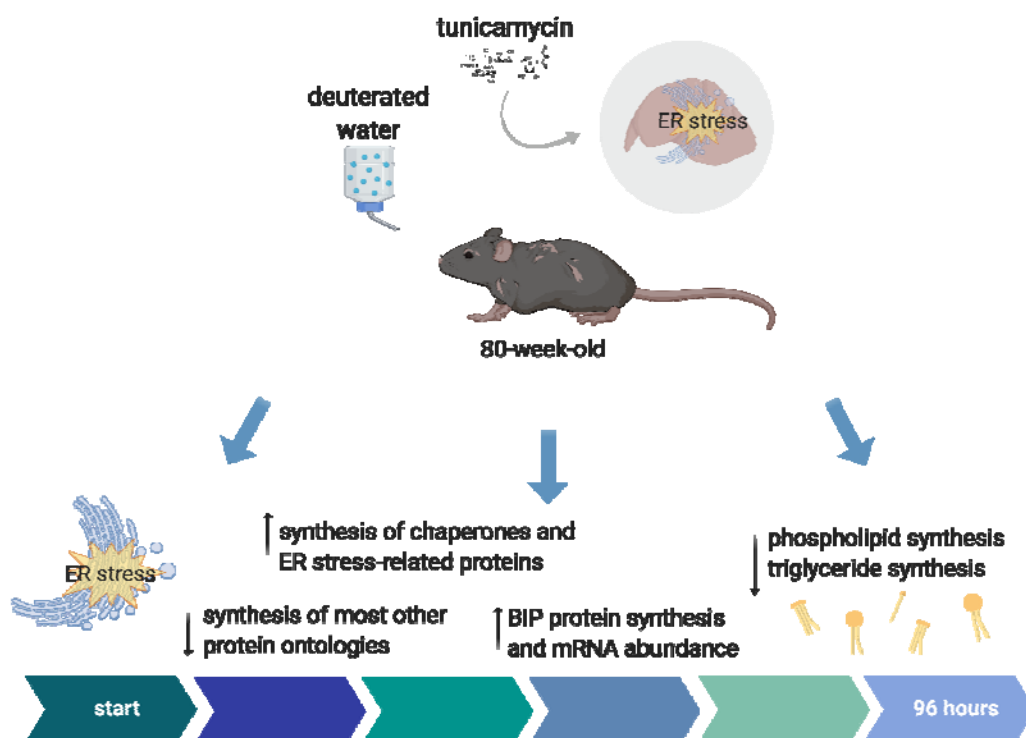 tunicamycin
deuterated
water
ER stress
80-week-old
ER stress
synthesis of chaperones and
ER stress-related proteins
synthesis of most other
protein ontologies
BIP protein synthesis
and mRNA abundance
phospholipid synthesis
triglyceride synthesis
start
96 hours